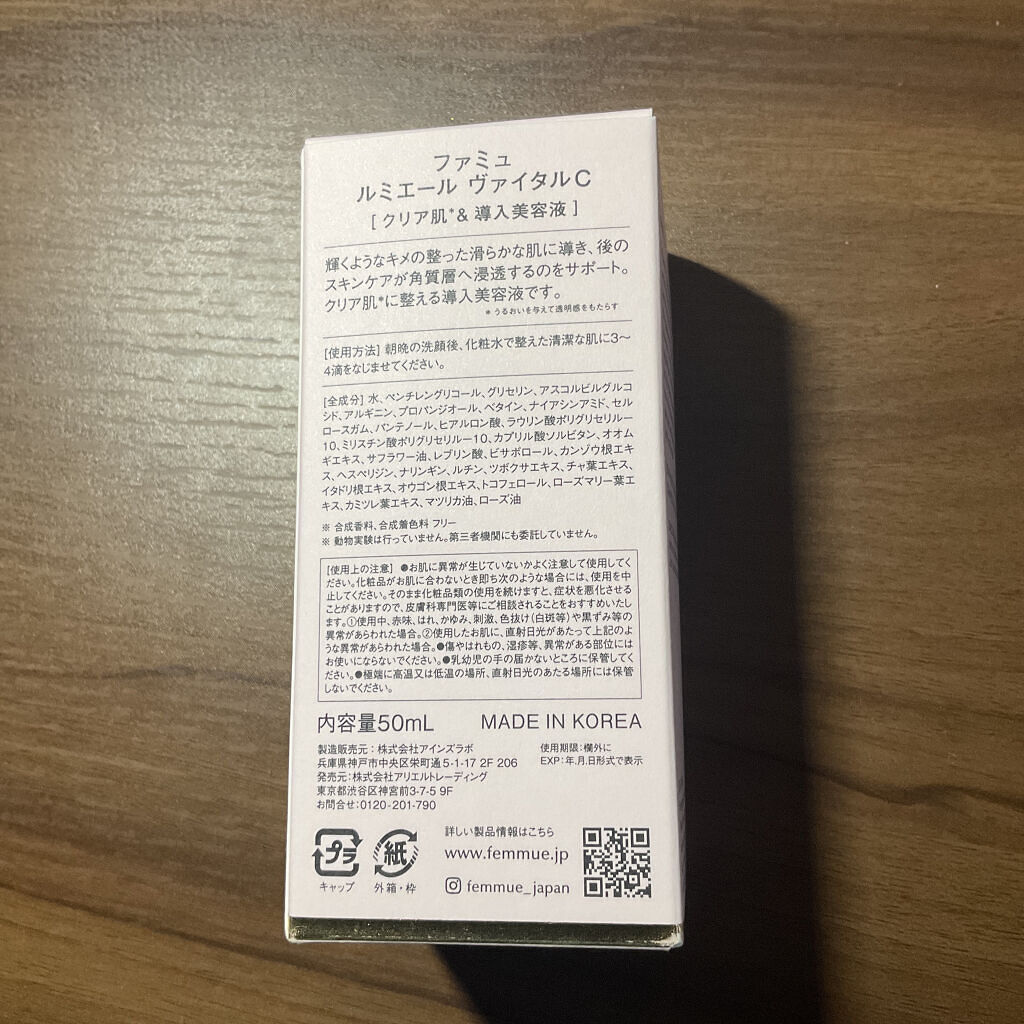 ファミュ
ルミエール ヴァイタルC
[ クリア肌*& 導入美容液 ]
輝くようなキメの整った滑らかな肌に導き、後の
スキンケアが角質層へ浸透するのをサポート。
クリア肌*に整える導入美容液です。
* うるおいを与えて透明感をもたらす
[使用方法] 朝晩の洗顔後、化粧水で整えた清潔な肌に3〜
4滴をなじませてください。
[全成分] 水、ペンチレングリコール、グリセリン、アスコルビルグルコ
シド、アルギニン、プロパンジオール、ベタイン、ナイアシンアミド、セル
ロースガム、パンテノール、ヒアルロン酸、ラウリン酸ポリグリセリル－
10、ミリスチン酸ポリグリセリル－10、カプリル酸ソルビタン、オオム
ギエキス、サフラワー油、レブリン酸、ビサボロール、カンゾウ根エキ
ス、ヘスペリジン、ナリンギン、ルチン、ツボクサエキス、チャ葉エキス、
イタドリ根エキス、オウゴン根エキス、トコフェロール、ローズマリー葉エ
キス、カミツレ葉エキス、マツリカ油、ローズ油
※ 合成香料、合成着色料 フリー
※ 動物実験は行っていません。第三者機関にも委託していません。
[使用上の注意] ●お肌に異常が生じていないかよく注意して使用してく
ださい。化粧品がお肌に合わないとき即ち次のような場合には、使用を中
止してください。そのまま化粧品類の使用を続けますと、症状を悪化させる
ことがありますので、皮膚科専門医等にご相談されることをおすすめいたし
ます。①使用中、赤味、はれ、かゆみ、刺激、色抜け(白斑等)や黒ずみ等の
異常があらわれた場合。②使用したお肌に、直射日光があたって上記のよ
うな異常があらわれた場合。●傷やはれもの、湿疹等、異常がある部位には
お使いにならないでください。●乳幼児の手の届かないところに保管してく
ださい。●極端に高温又は低温の場所、直射日光のあたる場所には保管
しないでください。
内容量50mL MADE IN KOREA
製造販売元：株式会社アインズラボ 使用期限：欄外に
兵庫県神戸市中央区栄町通5-1-17 2F 206 EXP：年.月.日形式で表示
発売元：株式会社アリエルトレーディング
東京都渋谷区神宮前3-7-5 9F
お問合せ：0120-201-790
プラ 紙 詳しい製品情報はこちら
キャップ 外箱・枠 www.femmue.jp
femmue_japan